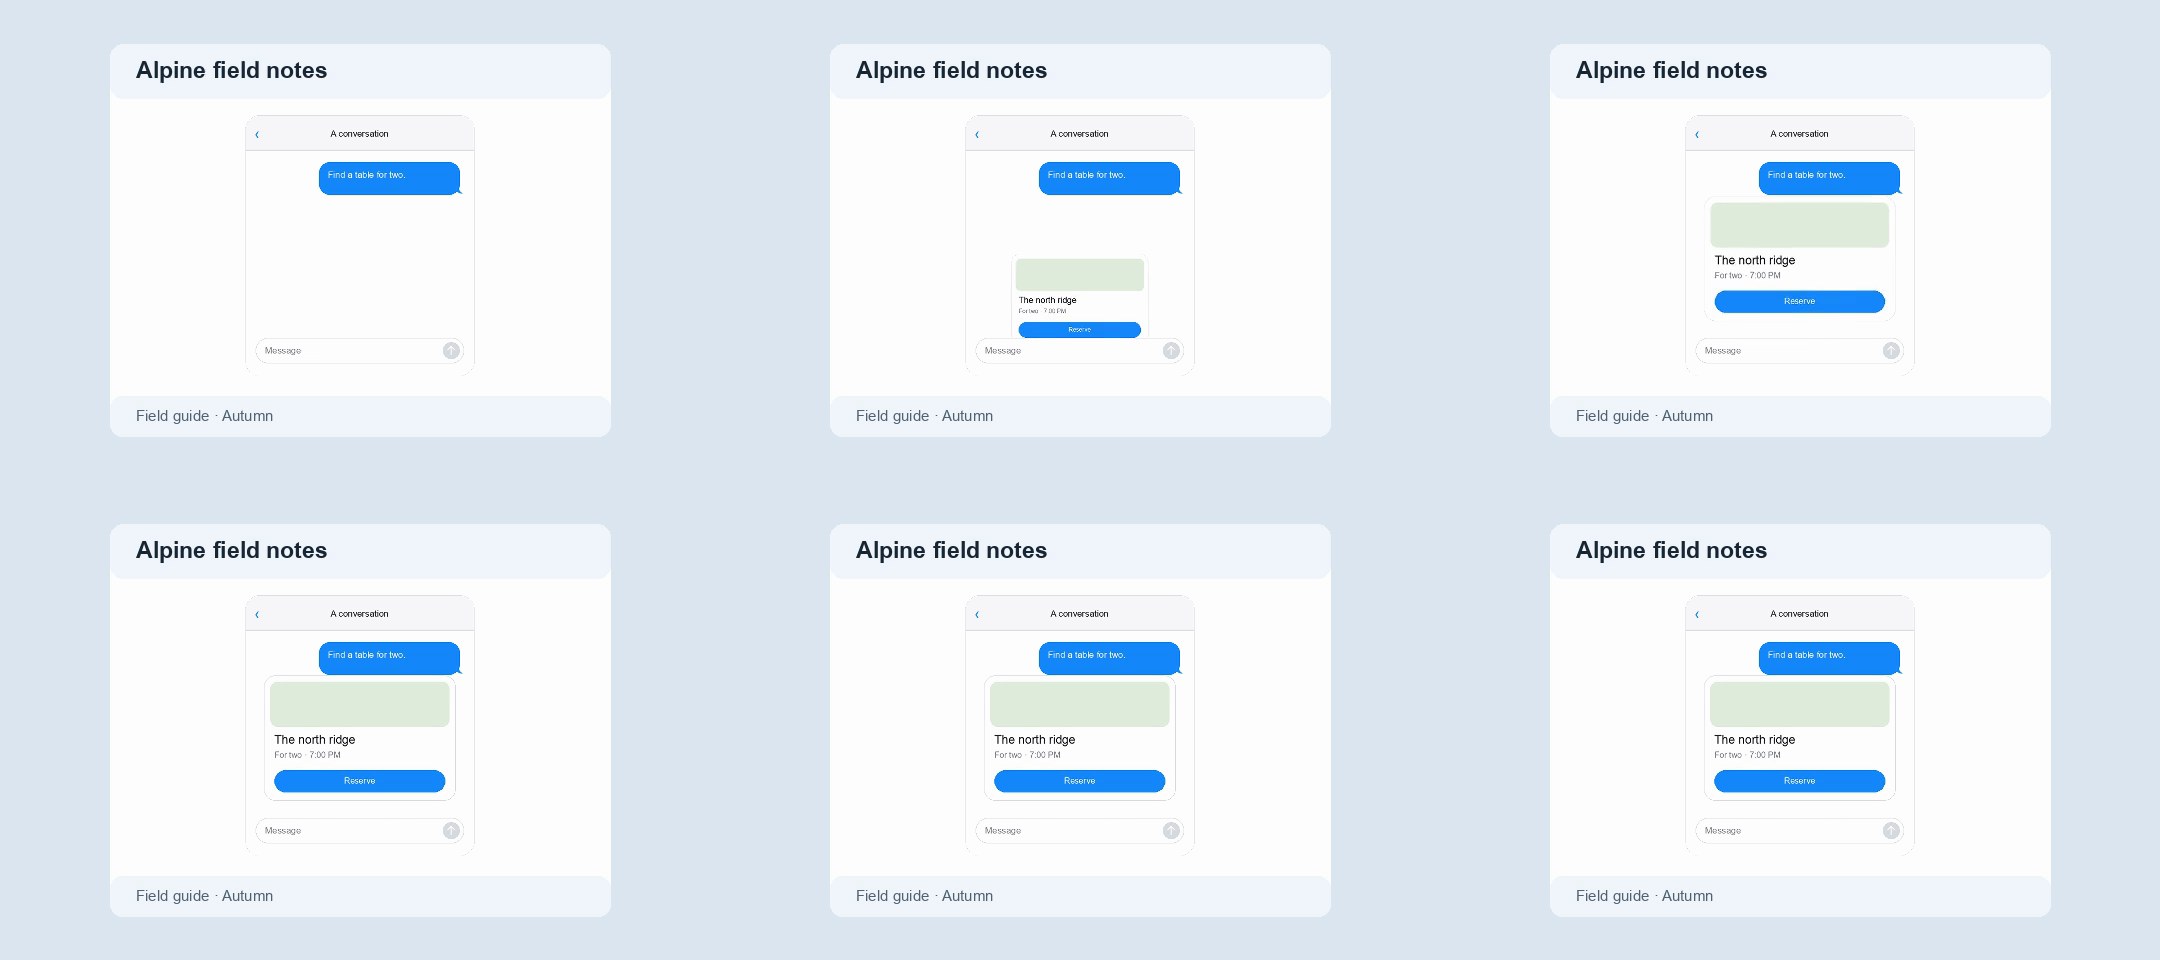 Alpine field notes
‹ A conversation
Find a table for two.
Message
Field guide · Autumn
Alpine field notes
‹ A conversation
Find a table for two.
The north ridge
For two · 7:00 PM
Reserve
Message
Field guide · Autumn
Alpine field notes
‹ A conversation
Find a table for two.
The north ridge
For two · 7:00 PM
Reserve
Message
Field guide · Autumn
Alpine field notes
‹ A conversation
Find a table for two.
The north ridge
For two · 7:00 PM
Reserve
Message
Field guide · Autumn
Alpine field notes
‹ A conversation
Find a table for two.
The north ridge
For two · 7:00 PM
Reserve
Message
Field guide · Autumn
Alpine field notes
‹ A conversation
Find a table for two.
The north ridge
For two · 7:00 PM
Reserve
Message
Field guide · Autumn